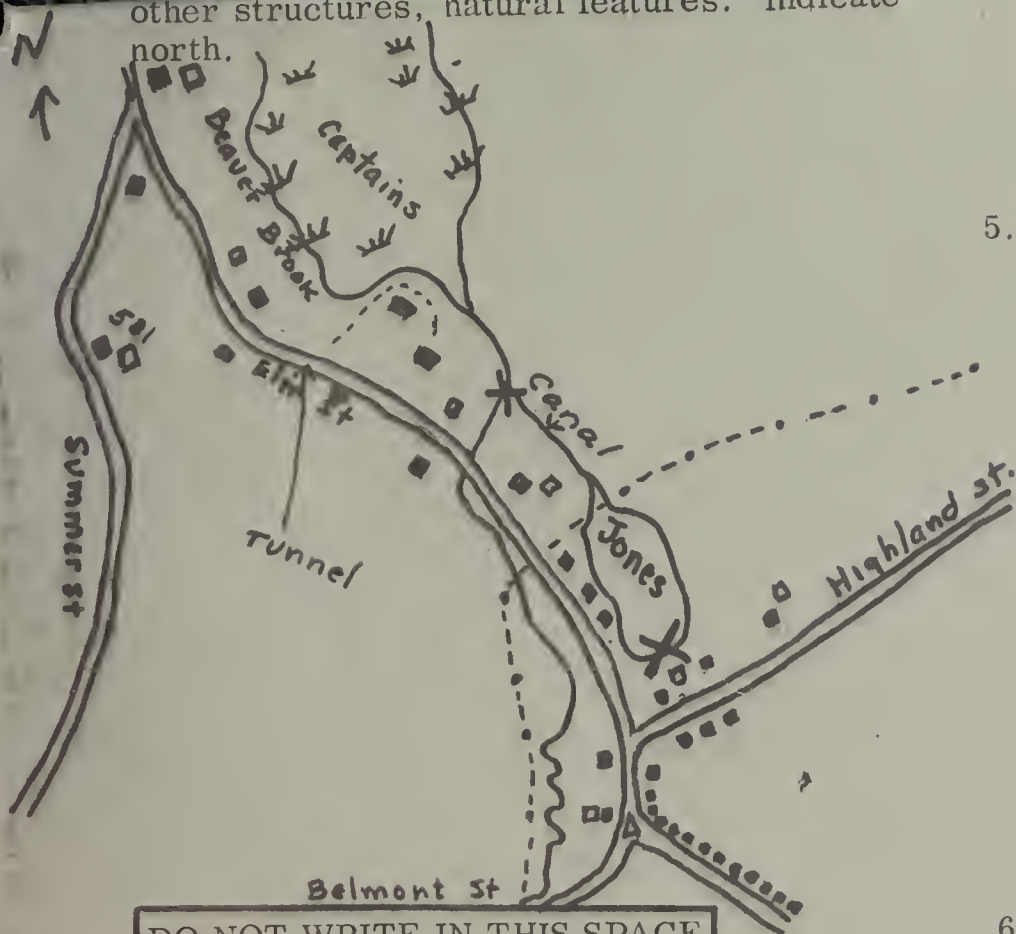 other structures, natural features. Indicate
north.
N
Beaver Brook
Captains
5.
581
Elm St
Canal
Summer St
Tunnel
Jones
Highland St.
Belmont St
DO NOT WRITE IN THIS SPACE
6